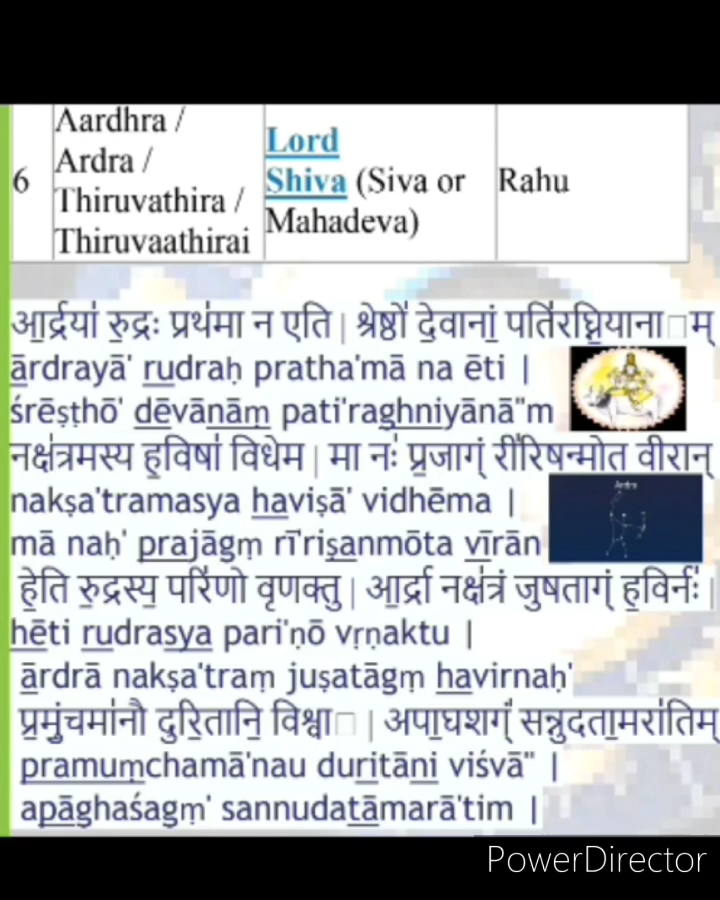 6
Aardhra /
Ardra /
Thiruvathira /
Thiruvaathirai
Lord
Shiva (Siva or
Mahadeva)
Rahu
आ॒र्द्रया॑ रु॒द्रः प्रथ॑मा न एति | श्रेष्ठो॑ दे॒वानां॒ पति॑रघ्नि॒याना॓म्
ārdrayā' rudraḥ pratha'mā na ēti |
śrēṣṭhō' dēvānāṃ pati'raghniyānā"m
नक्ष॑त्रमस्य ह॒विषा॑ विधेम | मा नः॑ प्र॒जाग्ं री॑रिष॒न्मोत वी॒रान्
nakṣa'tramasya haviṣā' vidhēma |
Ardra
mā naḥ' prajāgṃ rī'riṣanmōta vīrān
हे॒ति रु॒द्रस्य॒ परि॑णो वृणक्तु | आ॒र्द्रा नक्ष॑त्रं जुषताग्ं ह॒विर्नः॑ |
hēti rudrasya pari'ṇō vṛṇaktu |
ārdrā nakṣa'traṃ juṣatāgṃ havirnaḥ'
प्र॒मुं॒चमा॑नौ दुरि॒तानि॒ विश्वा॓ | अपा॒घशग्ं॑ सन्नुदता॒मरा॑तिम्
pramuṃchamā'nau duritāni viśvā" |
apāghaśagṃ' sannudatāmarā'tim |
PowerDirector